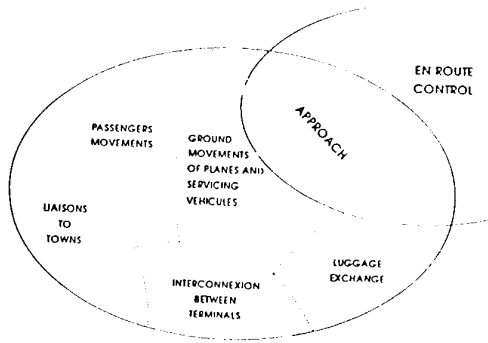 EN ROUTE
CONTROL
APPROACH
PASSENGERS
MOVEMENTS
GROUND
MOVEMENTS
OF PLANES AND
SERVICING
VEHICULES
LIAISONS
TO
TOWNS
LUGGAGE
EXCHANGE
INTERCONNEXION
BETWEEN
TERMINALS